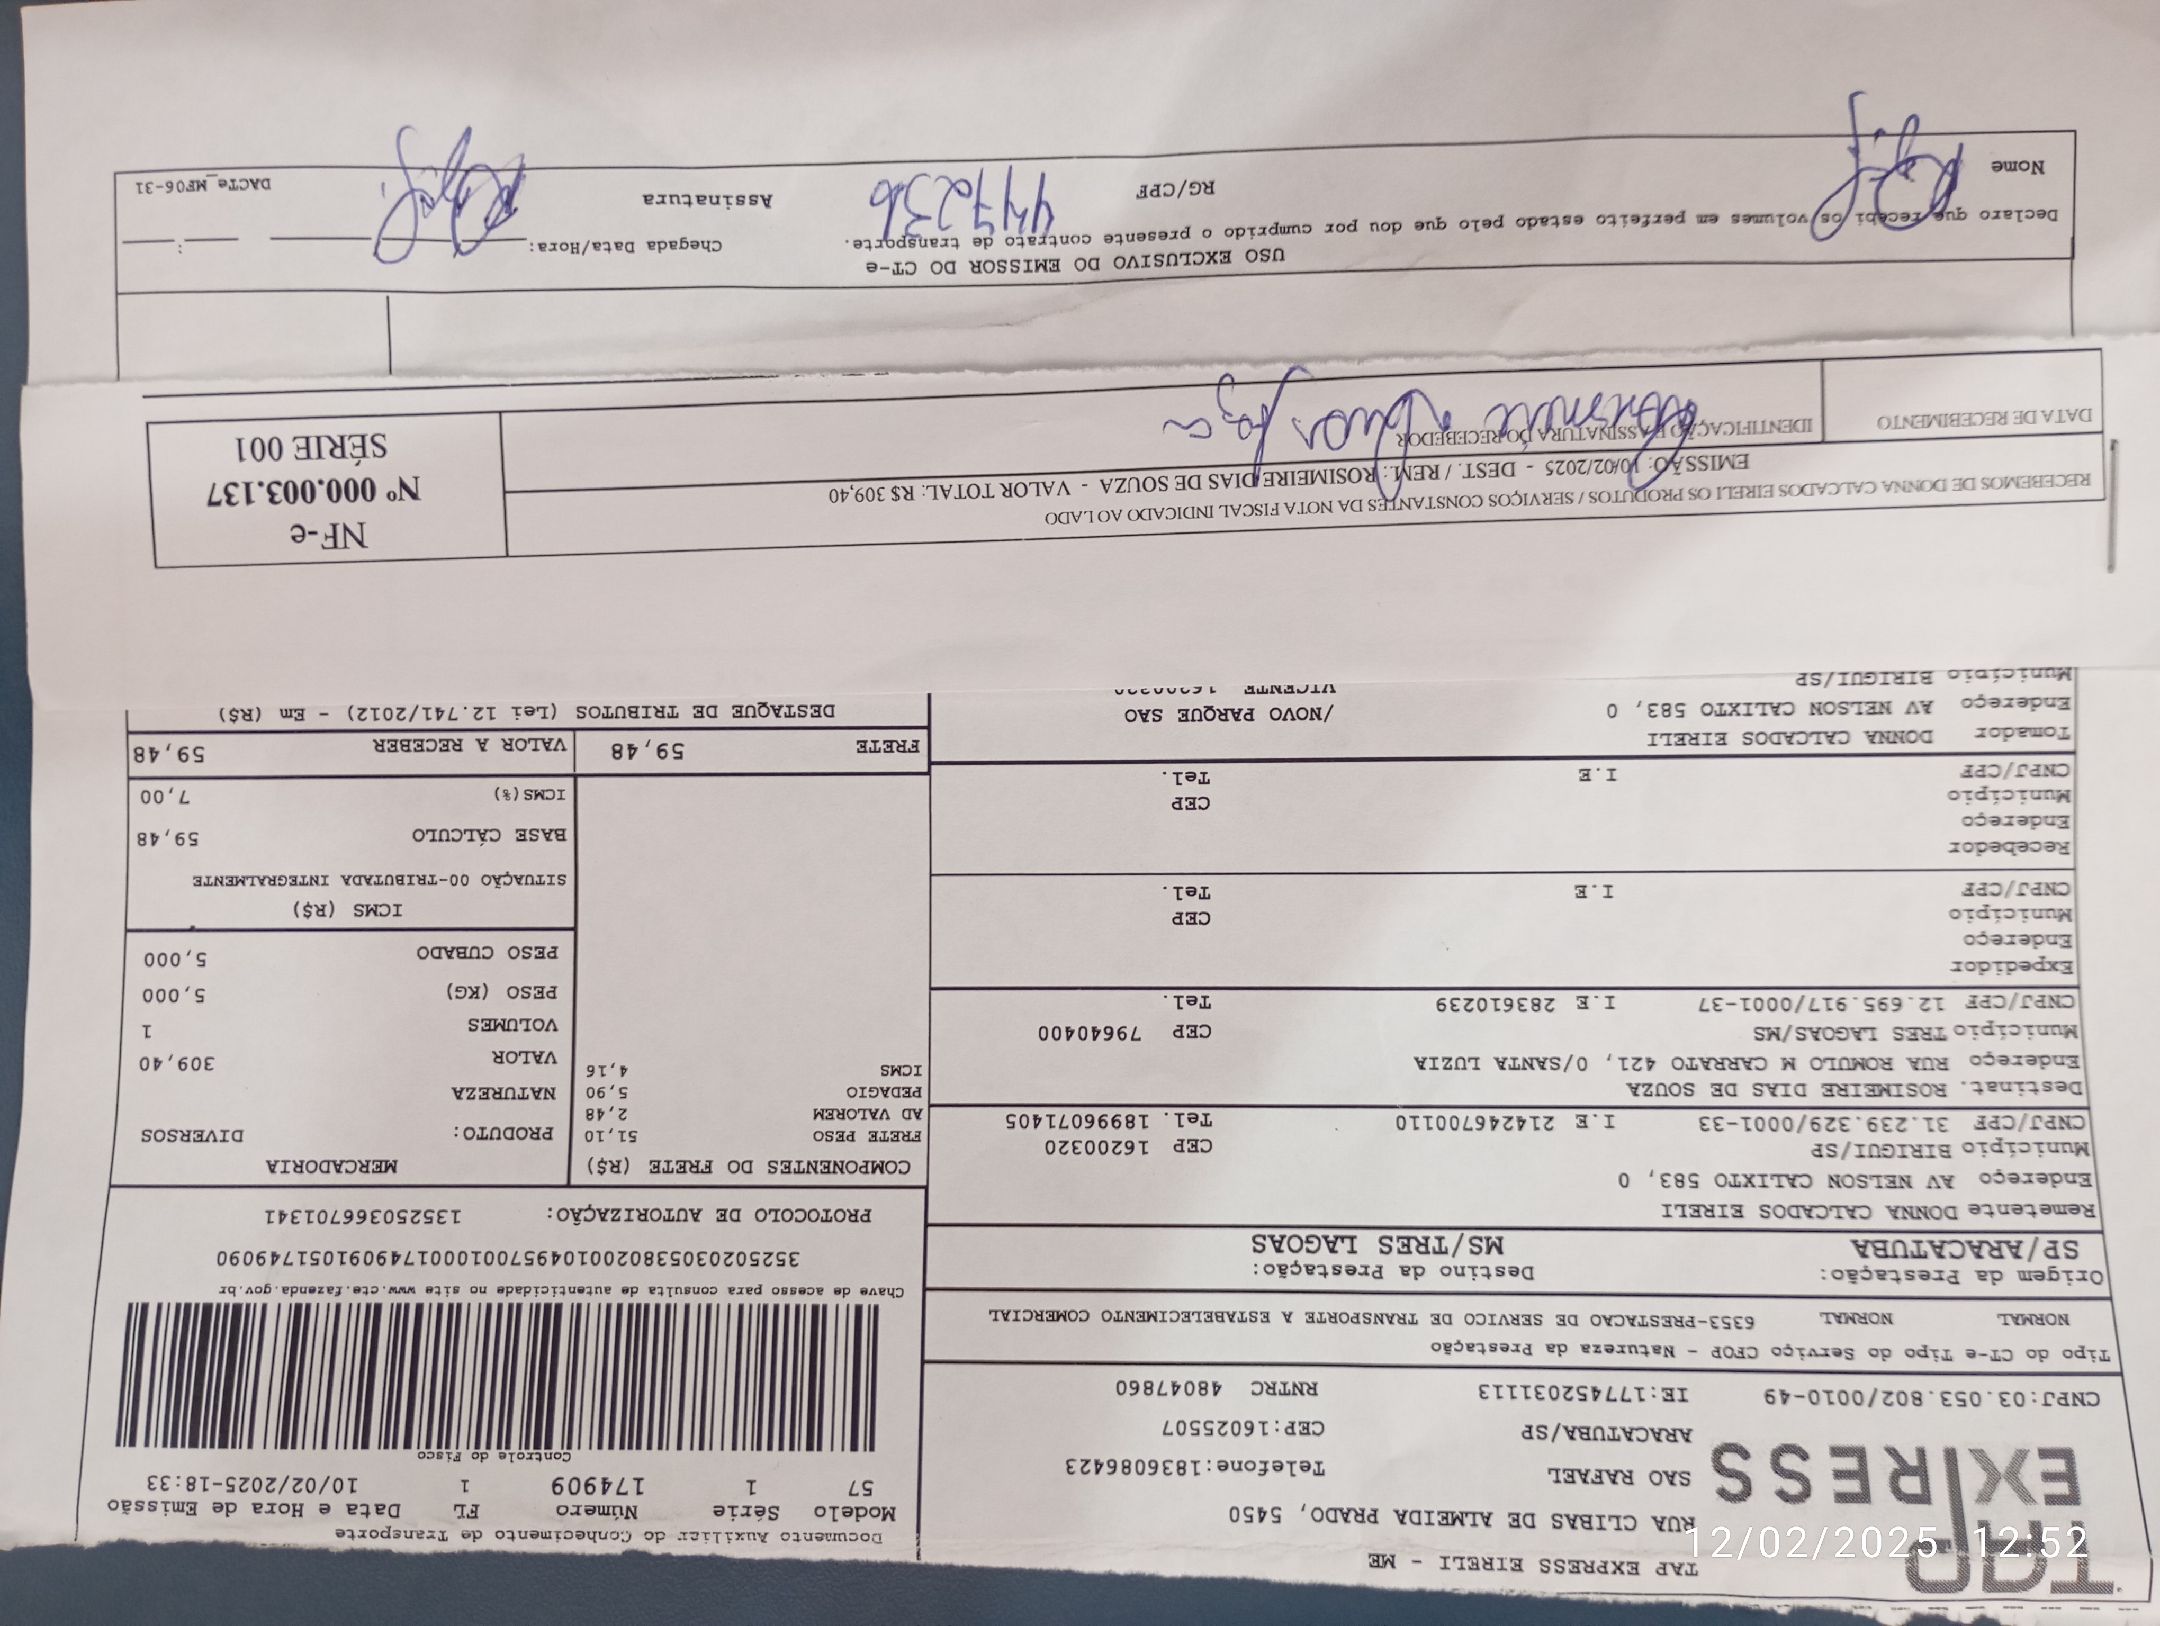 TAP EXPRESS
TAP EXPRESS EIRELI - ME
RUA CLIBAS DE ALMEIDA PRADO, 5450
SAO RAFAEL Telefone:1836086423
ARACATUBA/SP CEP:16025507
CNPJ:03.053.802/0010-49 IE:177452031113 RNTRC 48047860
Tipo do CT-e Tipo do Serviço CFOP - Natureza da Prestação
NORMAL NORMAL 6353-PRESTACAO DE SERVICO DE TRANSPORTE A ESTABELECIMENTO COMERCIAL
Origem da Prestação: Destino da Prestação:
SP/ARACATUBA MS/TRES LAGOAS
Remetente DONNA CALCADOS EIRELI
Endereço AV NELSON CALIXTO 583, 0
Município BIRIGUI/SP CEP 16200320
CNPJ/CPF 31.239.329/0001-33 I.E 214246700110 Tel. 18996071405
Destinat. ROSIMEIRE DIAS DE SOUZA
Endereço RUA ROMULO M CARRATO 421, 0/SANTA LUZIA
Município TRES LAGOAS/MS CEP 79640400
CNPJ/CPF 12.695.917/0001-37 I.E 283610239 Tel.
Expedidor
Endereço
Município CEP
CNPJ/CPF I.E Tel.
Recebedor
Endereço
Município CEP
CNPJ/CPF I.E Tel.
Tomador DONNA CALCADOS EIRELI
Endereço AV NELSON CALIXTO 583, 0 /NOVO PARQUE SAO
Município BIRIGUI/SP VICENTE 16200320
Documento Auxiliar do Conhecimento de Transporte
Modelo Série Número FL Data e Hora de Emissão
57 1 174909 1 10/02/2025-18:33
Controle do Fisco
Chave de acesso para consulta de autenticidade no site www.cte.fazenda.gov.br
35250203053802001049570010001749091051749090
PROTOCOLO DE AUTORIZAÇÃO: 135250366701341
COMPONENTES DO FRETE (R$)
FRETE PESO 51,10
AD VALOREM 2,48
PEDAGIO 5,90
ICMS 4,16
MERCADORIA
PRODUTO: DIVERSOS
NATUREZA
VALOR 309,40
VOLUMES 1
PESO (KG) 5,000
PESO CUBADO 5,000
ICMS (R$)
SITUAÇÃO 00-TRIBUTADA INTEGRALMENTE
BASE CÁLCULO 59,48
ICMS(%) 7,00
FRETE 59,48 VALOR A RECEBER 59,48
DESTAQUE DE TRIBUTOS (Lei 12.741/2012) - Em (R$)
RECEBEMOS DE DONNA CALCADOS EIRELI OS PRODUTOS / SERVIÇOS CONSTANTES DA NOTA FISCAL INDICADO AO LADO
EMISSÃO: 10/02/2025 - DEST. / REM.: ROSIMEIRE DIAS DE SOUZA - VALOR TOTAL: R$ 309,40
DATA DE RECEBIMENTO
IDENTIFICAÇÃO E ASSINATURA DO RECEBEDOR
NF-e
Nº 000.003.137
SÉRIE 001
USO EXCLUSIVO DO EMISSOR DO CT-e
Declaro que recebi os volumes em perfeito estado pelo que dou por cumprido o presente contrato de transporte.
Chegada Data/Hora: :
Nome RG/CPF Assinatura
DACTe_MF06-31
12/02/2025 12:52